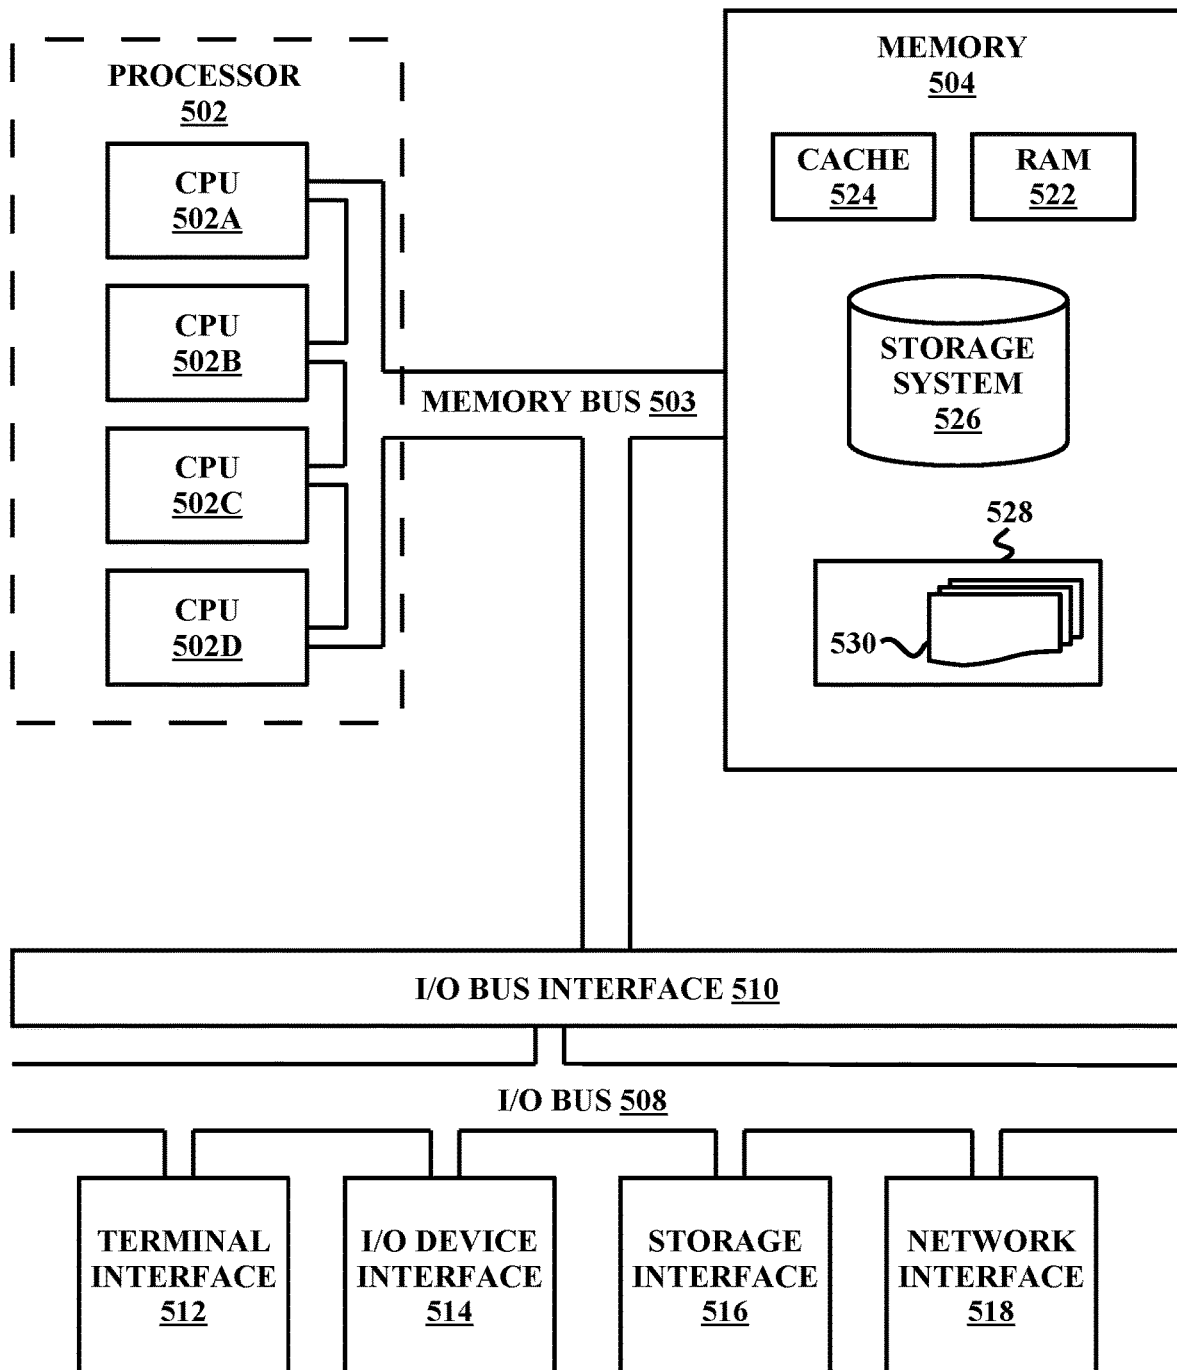 PROCESSOR
502
CPU
502A
CPU
502B
CPU
502C
CPU
502D
MEMORY BUS 503
MEMORY
504
CACHE
524
RAM
522
STORAGE
SYSTEM
526
528
530
I/O BUS INTERFACE 510
I/O BUS 508
TERMINAL
INTERFACE
512
I/O DEVICE
INTERFACE
514
STORAGE
INTERFACE
516
NETWORK
INTERFACE
518